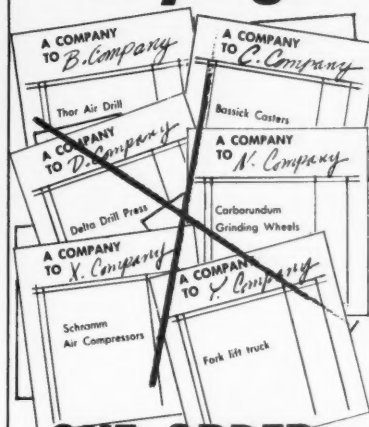 A COMPANY
TO B. Company
Thor Air Drill
A COMPANY
TO C. Company
Bassick Casters
A COMPANY
TO D. Company
Delta Drill Press
A COMPANY
TO N. Company
Carborundum
Grinding Wheels
A COMPANY
TO X. Company
Schramm
Air Compressors
A COMPANY
TO Y. Company
Fork lift truck